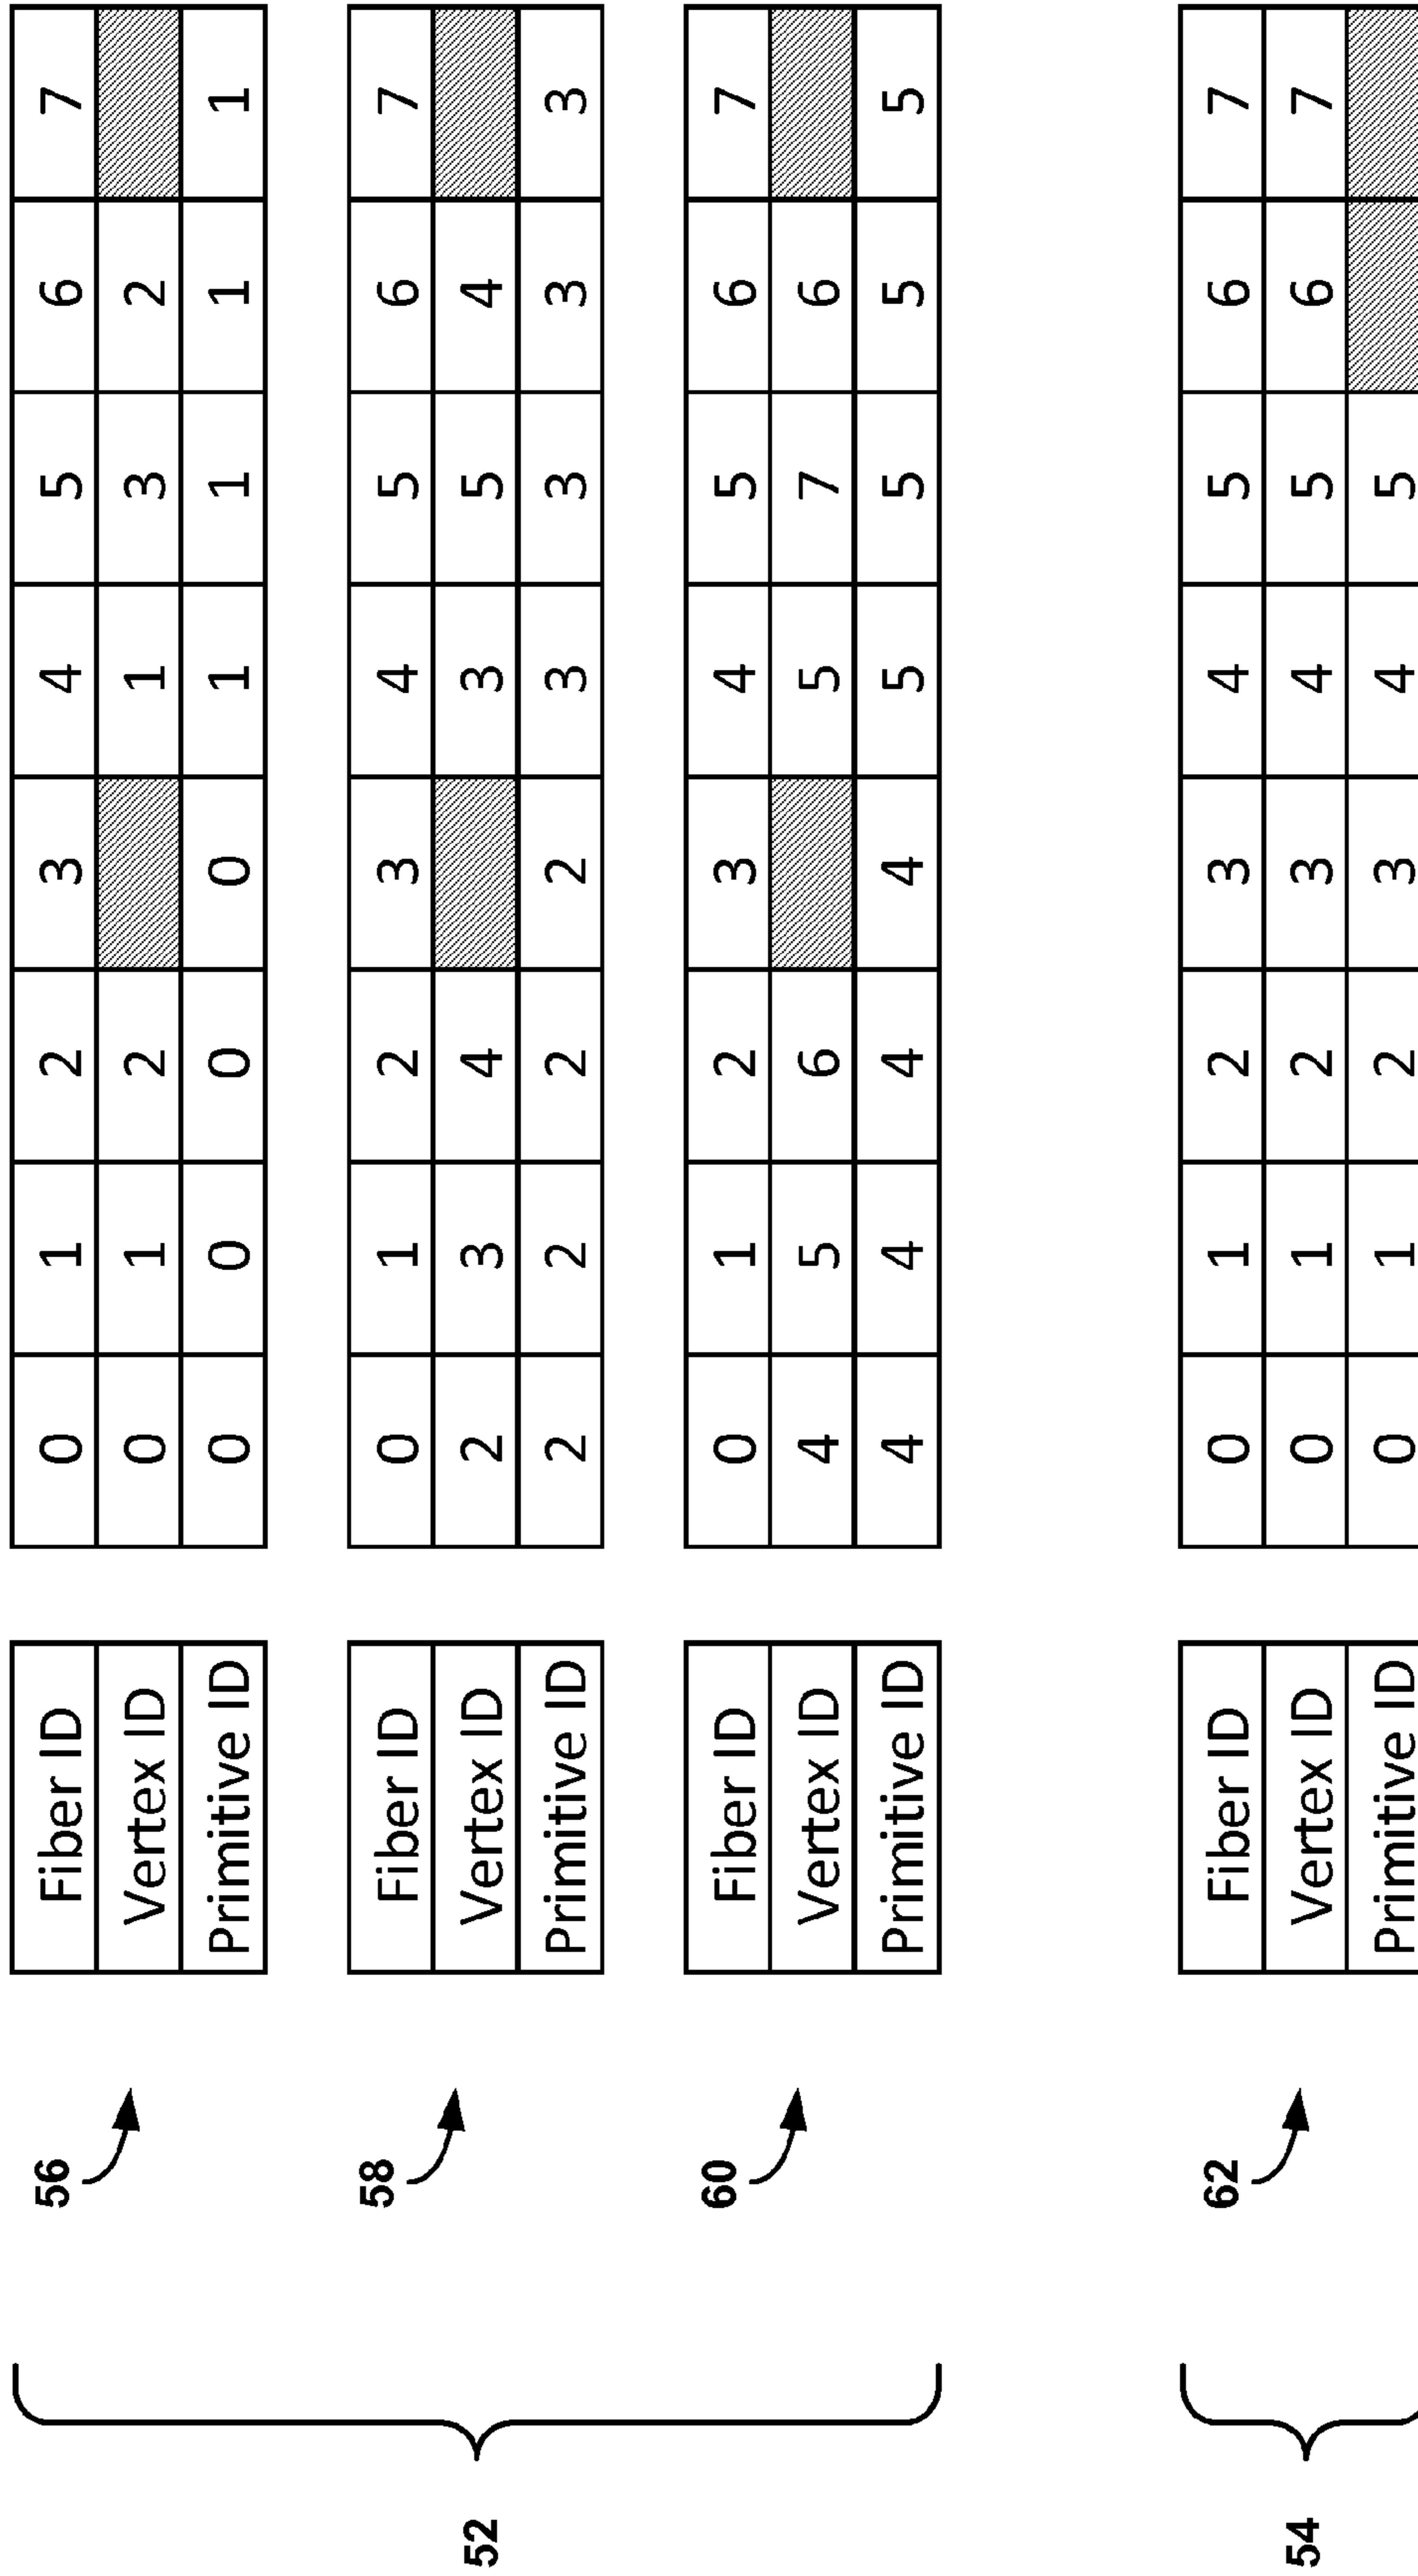 56
Fiber ID 0 1 2 3 4 5 6 7
Vertex ID 0 1 2 1 3 2
Primitive ID 0 0 0 0 1 1 1 1
52
58
Fiber ID 0 1 2 3 4 5 6 7
Vertex ID 2 3 4 3 5 4
Primitive ID 2 2 2 2 3 3 3 3
60
Fiber ID 0 1 2 3 4 5 6 7
Vertex ID 4 5 6 5 7 6
Primitive ID 4 4 4 4 5 5 5 5
54
62
Fiber ID 0 1 2 3 4 5 6 7
Vertex ID 0 1 2 3 4 5 6 7
Primitive ID 0 1 2 3 4 5